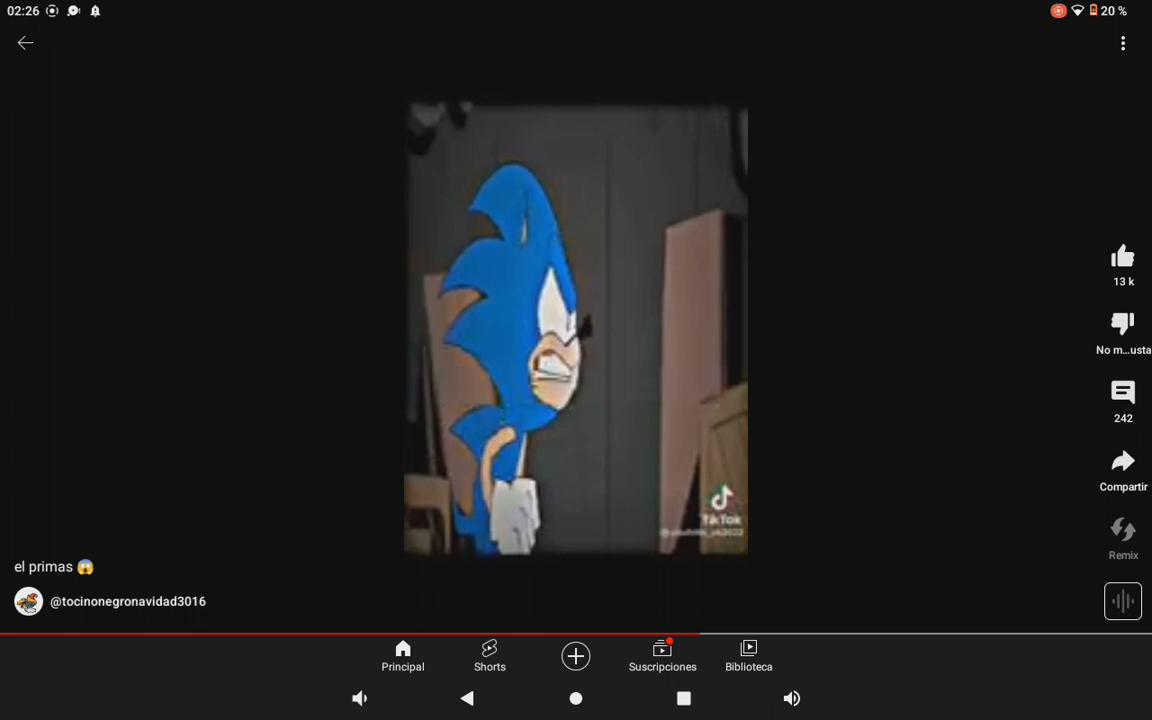 02:26
20 %
13 k
No m...usta
242
Compartir
Remix
TikTok
el primas 😱
@tocinonegronavidad3016
Principal
Shorts
Suscripciones
Biblioteca